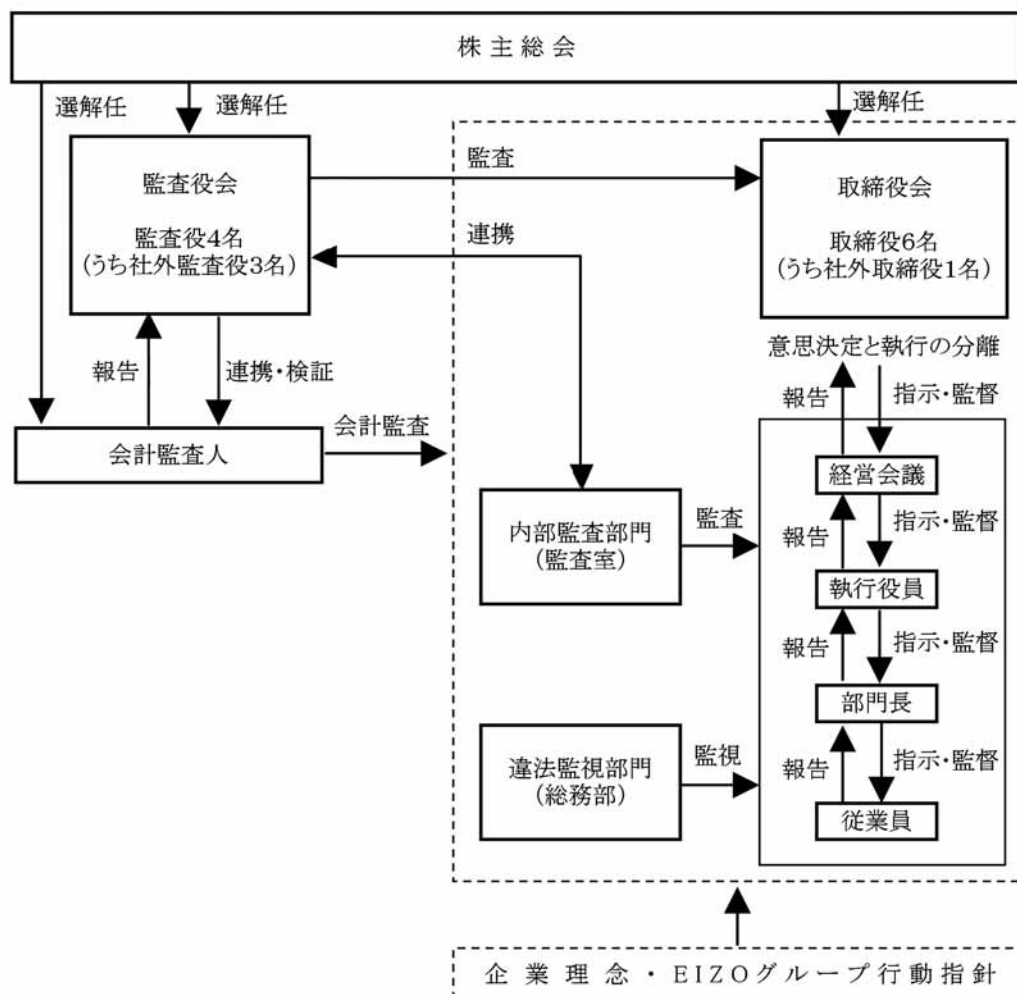 株主総会
選解任
選解任
選解任
監査役会
監査役4名
(うち社外監査役3名)
監査
連携
取締役会
取締役6名
(うち社外取締役1名)
意思決定と執行の分離
報告
連携・検証
会計監査人
会計監査
報告
指示・監督
経営会議
報告
指示・監督
内部監査部門
(監査室)
監査
執行役員
報告
指示・監督
部門長
違法監視部門
(総務部)
監視
報告
指示・監督
従業員
企業理念・EIZOグループ行動指針